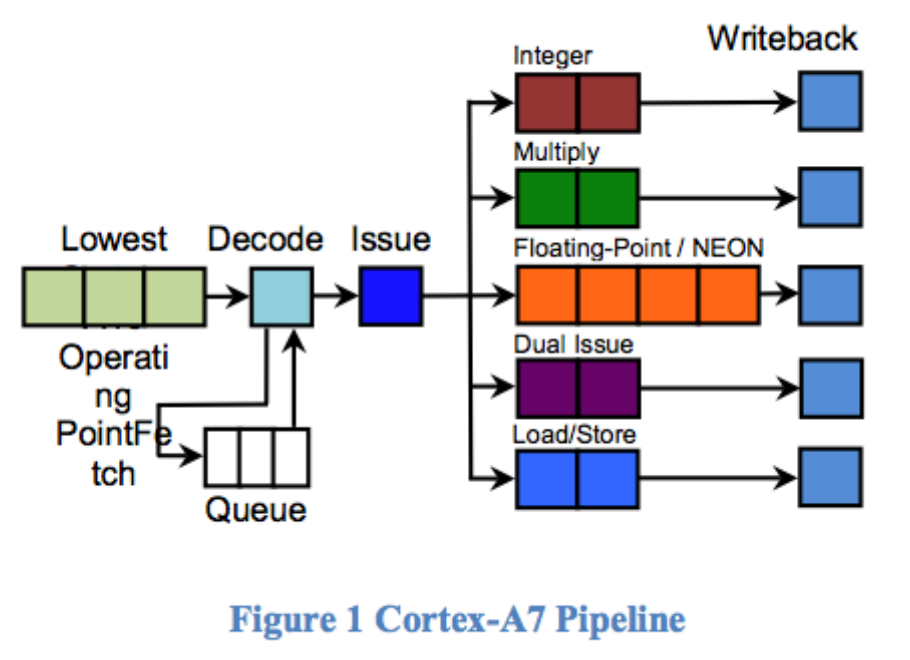 Writeback
Integer
Multiply
Lowest
Decode
Issue
Floating-Point / NEON
Operati
ng
PointFe
tch
Dual Issue
Load/Store
Queue
Figure 1 Cortex-A7 Pipeline